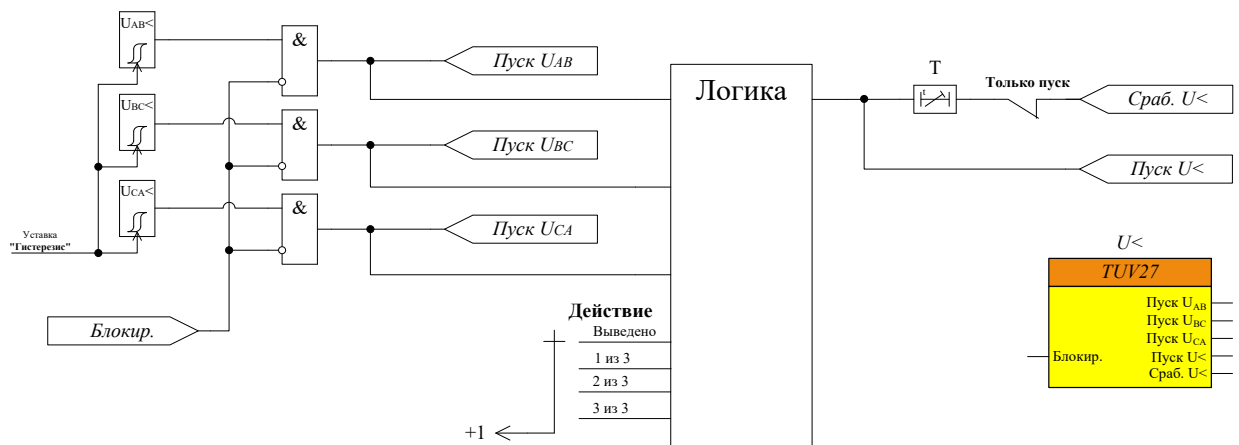 UAB<
&
Пуск UAB
UBC<
&
Пуск UBC
UCA<
&
Пуск UCA
Уставка
"Гистерезис"
Блокир.
Логика
Действие
Выведено
1 из 3
2 из 3
3 из 3
+1
T
t
Только пуск
Сраб. U<
Пуск U<
U<
TUV27
Пуск UAB
Пуск UBC
Пуск UCA
Блокир.
Пуск U<
Сраб. U<